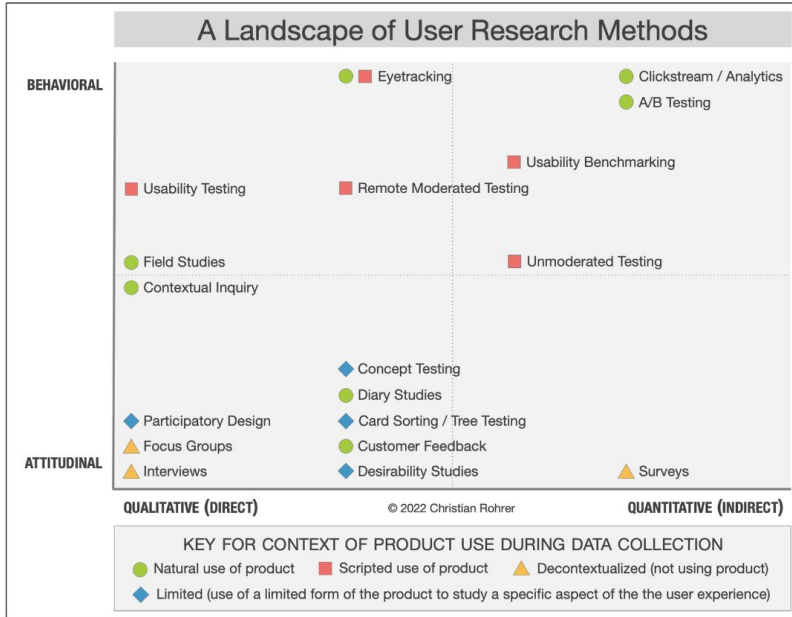 A Landscape of User Research Methods
BEHAVIORAL
Eyetracking
Clickstream / Analytics
A/B Testing
Usability Benchmarking
Usability Testing
Remote Moderated Testing
Field Studies
Unmoderated Testing
Contextual Inquiry
Concept Testing
Diary Studies
Participatory Design
Card Sorting / Tree Testing
Focus Groups
Customer Feedback
ATTITUDINAL
Interviews
Desirability Studies
Surveys
QUALITATIVE (DIRECT)
© 2022 Christian Rohrer
QUANTITATIVE (INDIRECT)
KEY FOR CONTEXT OF PRODUCT USE DURING DATA COLLECTION
Natural use of product
Scripted use of product
Decontextualized (not using product)
Limited (use of a limited form of the product to study a specific aspect of the the user experience)